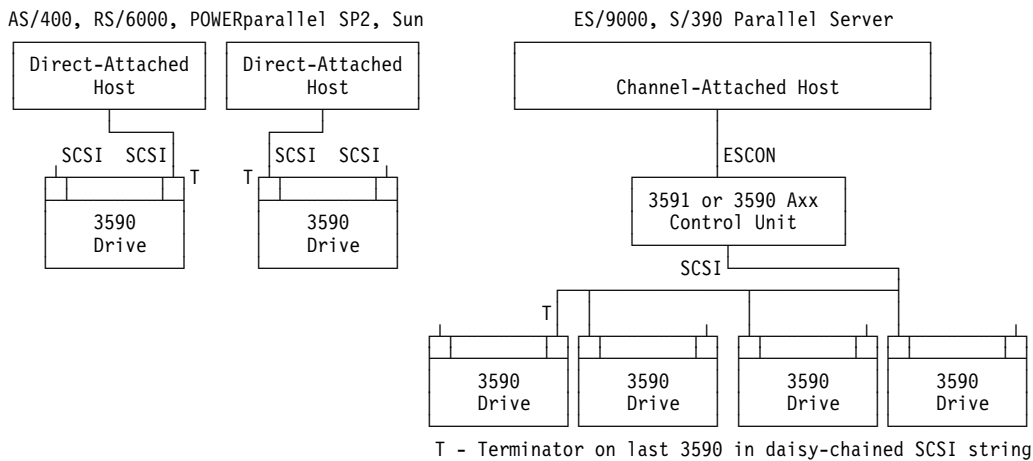 AS/400, RS/6000, POWERparallel SP2, Sun
ES/9000, S/390 Parallel Server
Direct-Attached
Host
Direct-Attached
Host
Channel-Attached Host
SCSI SCSI
T
T
SCSI SCSI
ESCON
3590
Drive
3590
Drive
3591 or 3590 Axx
Control Unit
SCSI
T
3590
Drive
3590
Drive
3590
Drive
3590
Drive
T - Terminator on last 3590 in daisy-chained SCSI string